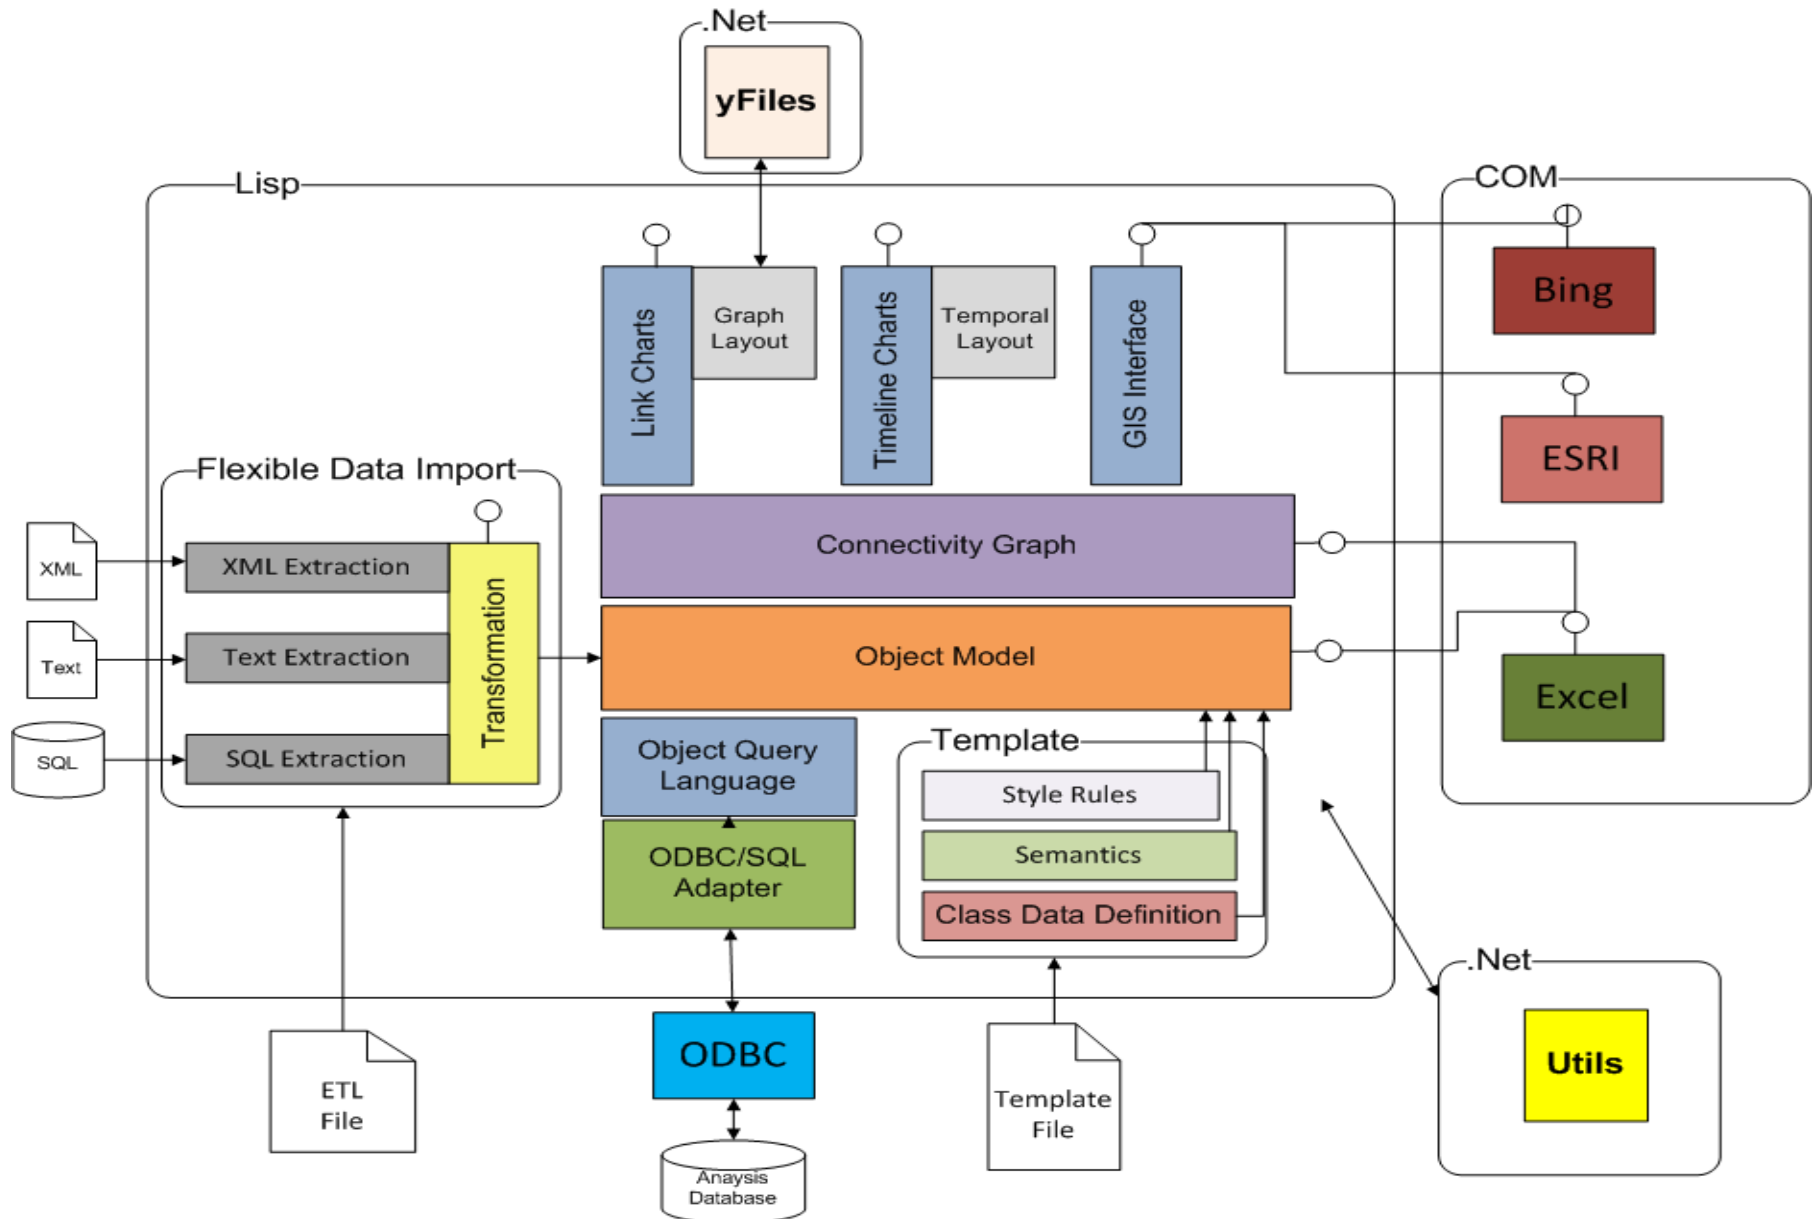 .Net
yFiles
Lisp
COM
Bing
Link Charts
Graph
Layout
Timeline Charts
Temporal
Layout
GIS Interface
ESRI
Flexible Data Import
XML
XML Extraction
Connectivity Graph
Text
Text Extraction
Transformation
Object Model
Excel
SQL
SQL Extraction
Object Query
Language
Template
Style Rules
ODBC/SQL
Adapter
Semantics
Class Data Definition
.Net
Utils
ETL
File
ODBC
Template
File
Anaysis
Database